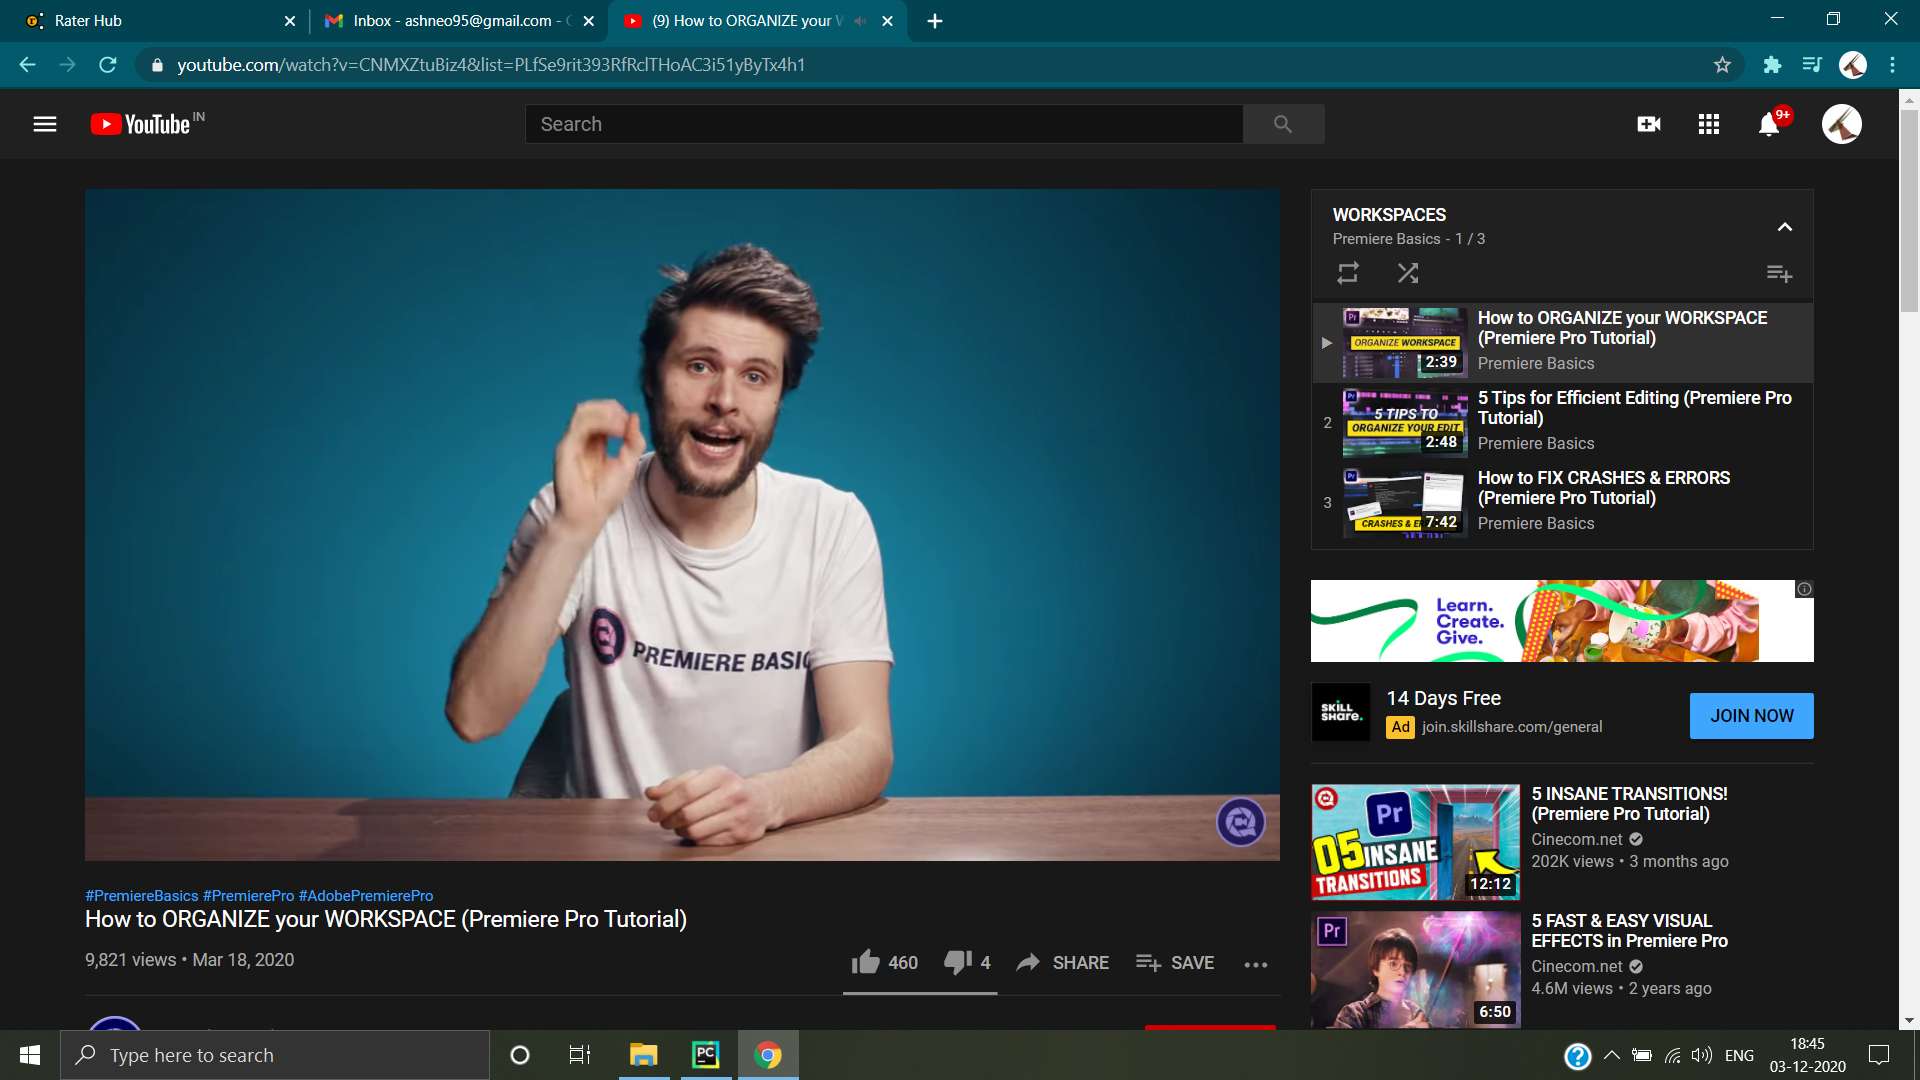 Rater Hub
Inbox - ashneo95@gmail.com -
(9) How to ORGANIZE your
youtube.com/watch?v=CNMXZtuBiz4&list=PLfSe9rit393RfRclTHoAC3i51yByTx4h1
YouTube IN
Search
9+
PREMIERE BASIC
#PremiereBasics #PremierePro #AdobePremierePro
How to ORGANIZE your WORKSPACE (Premiere Pro Tutorial)
9,821 views • Mar 18, 2020
460
4
SHARE
SAVE
WORKSPACES
Premiere Basics - 1 / 3
Pr
ORGANIZE WORKSPACE
2:39
How to ORGANIZE your WORKSPACE
(Premiere Pro Tutorial)
Premiere Basics
2
Pr
5 TIPS TO
ORGANIZE YOUR EDIT
2:48
5 Tips for Efficient Editing (Premiere Pro
Tutorial)
Premiere Basics
3
Pr
CRASHES &
7:42
How to FIX CRASHES & ERRORS
(Premiere Pro Tutorial)
Premiere Basics
Learn.
Create.
Give.
SKILL
SHARE.
14 Days Free
Ad join.skillshare.com/general
JOIN NOW
Pr
05 INSANE
TRANSITIONS
12:12
5 INSANE TRANSITIONS!
(Premiere Pro Tutorial)
Cinecom.net
202K views • 3 months ago
Pr
6:50
5 FAST & EASY VISUAL
EFFECTS in Premiere Pro
Cinecom.net
4.6M views • 2 years ago
Type here to search
PC
ENG
18:45
03-12-2020